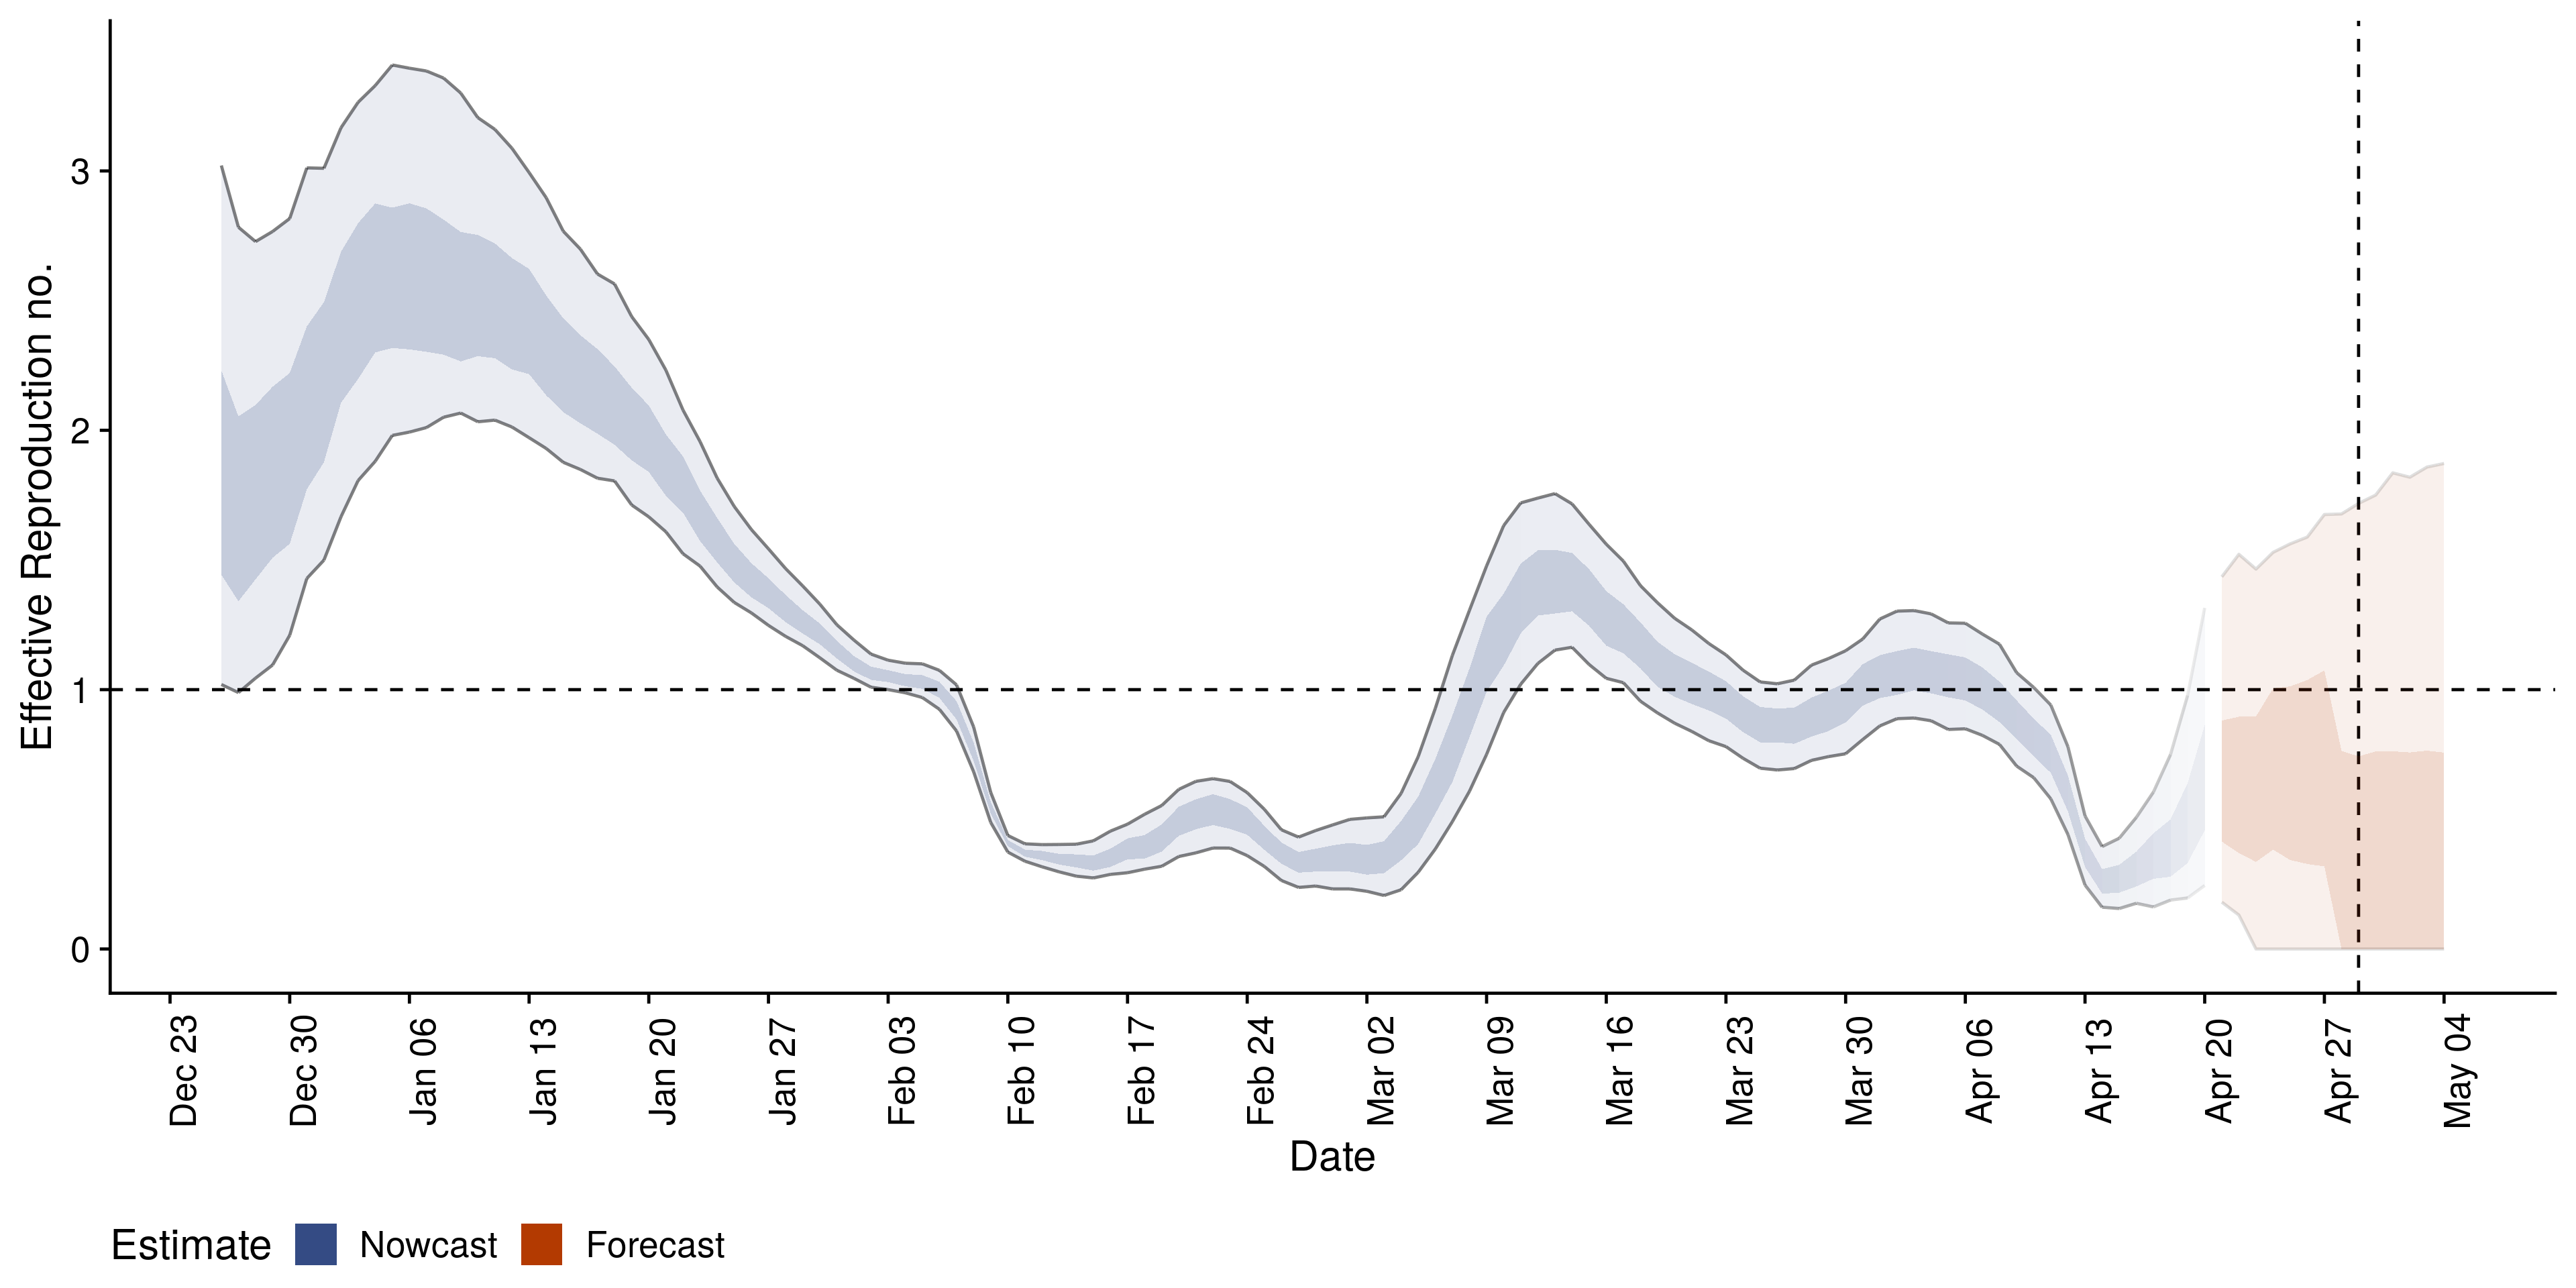 Effective Reproduction no.
3
2
1
0
Dec 23
Dec 30
Jan 06
Jan 13
Jan 20
Jan 27
Feb 03
Feb 10
Feb 17
Feb 24
Mar 02
Mar 09
Mar 16
Mar 23
Mar 30
Apr 06
Apr 13
Apr 20
Apr 27
May 04
Date
Estimate Nowcast Forecast